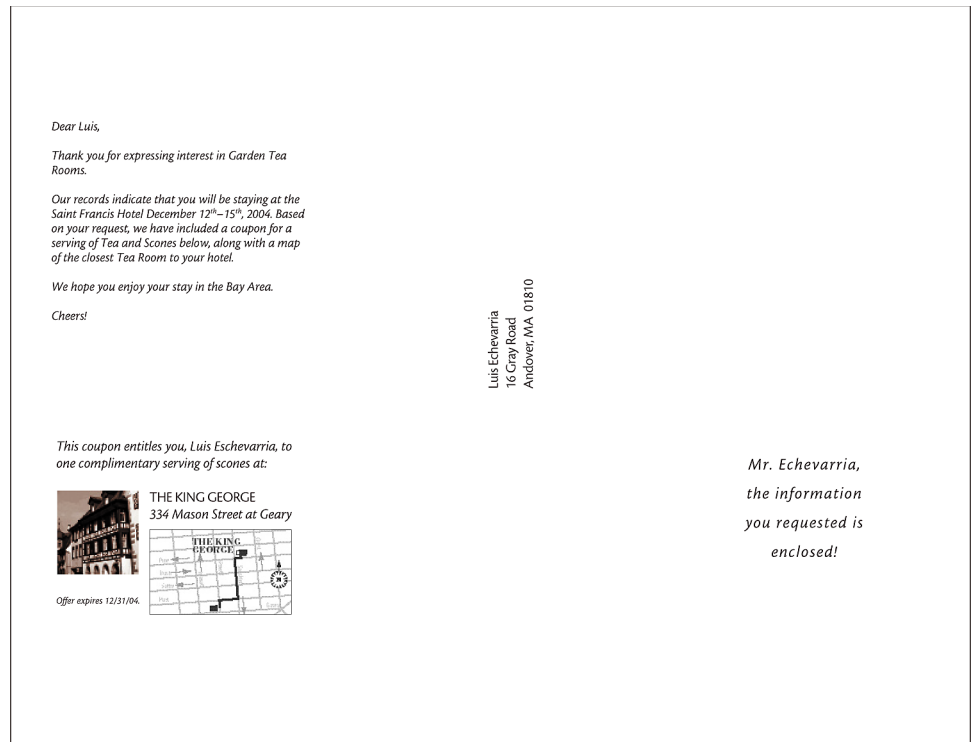 Dear Luis,
Thank you for expressing interest in Garden Tea
Rooms.
Our records indicate that you will be staying at the
Saint Francis Hotel December 12th–15th, 2004. Based
on your request, we have included a coupon for a
serving of Tea and Scones below, along with a map
of the closest Tea Room to your hotel.
We hope you enjoy your stay in the Bay Area.
Cheers!
This coupon entitles you, Luis Eschevarria, to
one complimentary serving of scones at:
THE KING GEORGE
334 Mason Street at Geary
THE KING
GEORGE
Post
Geary
Offer expires 12/31/04.
Luis Echevarria
16 Gray Road
Andover, MA 01810
Mr. Echevarria,
the information
you requested is
enclosed!